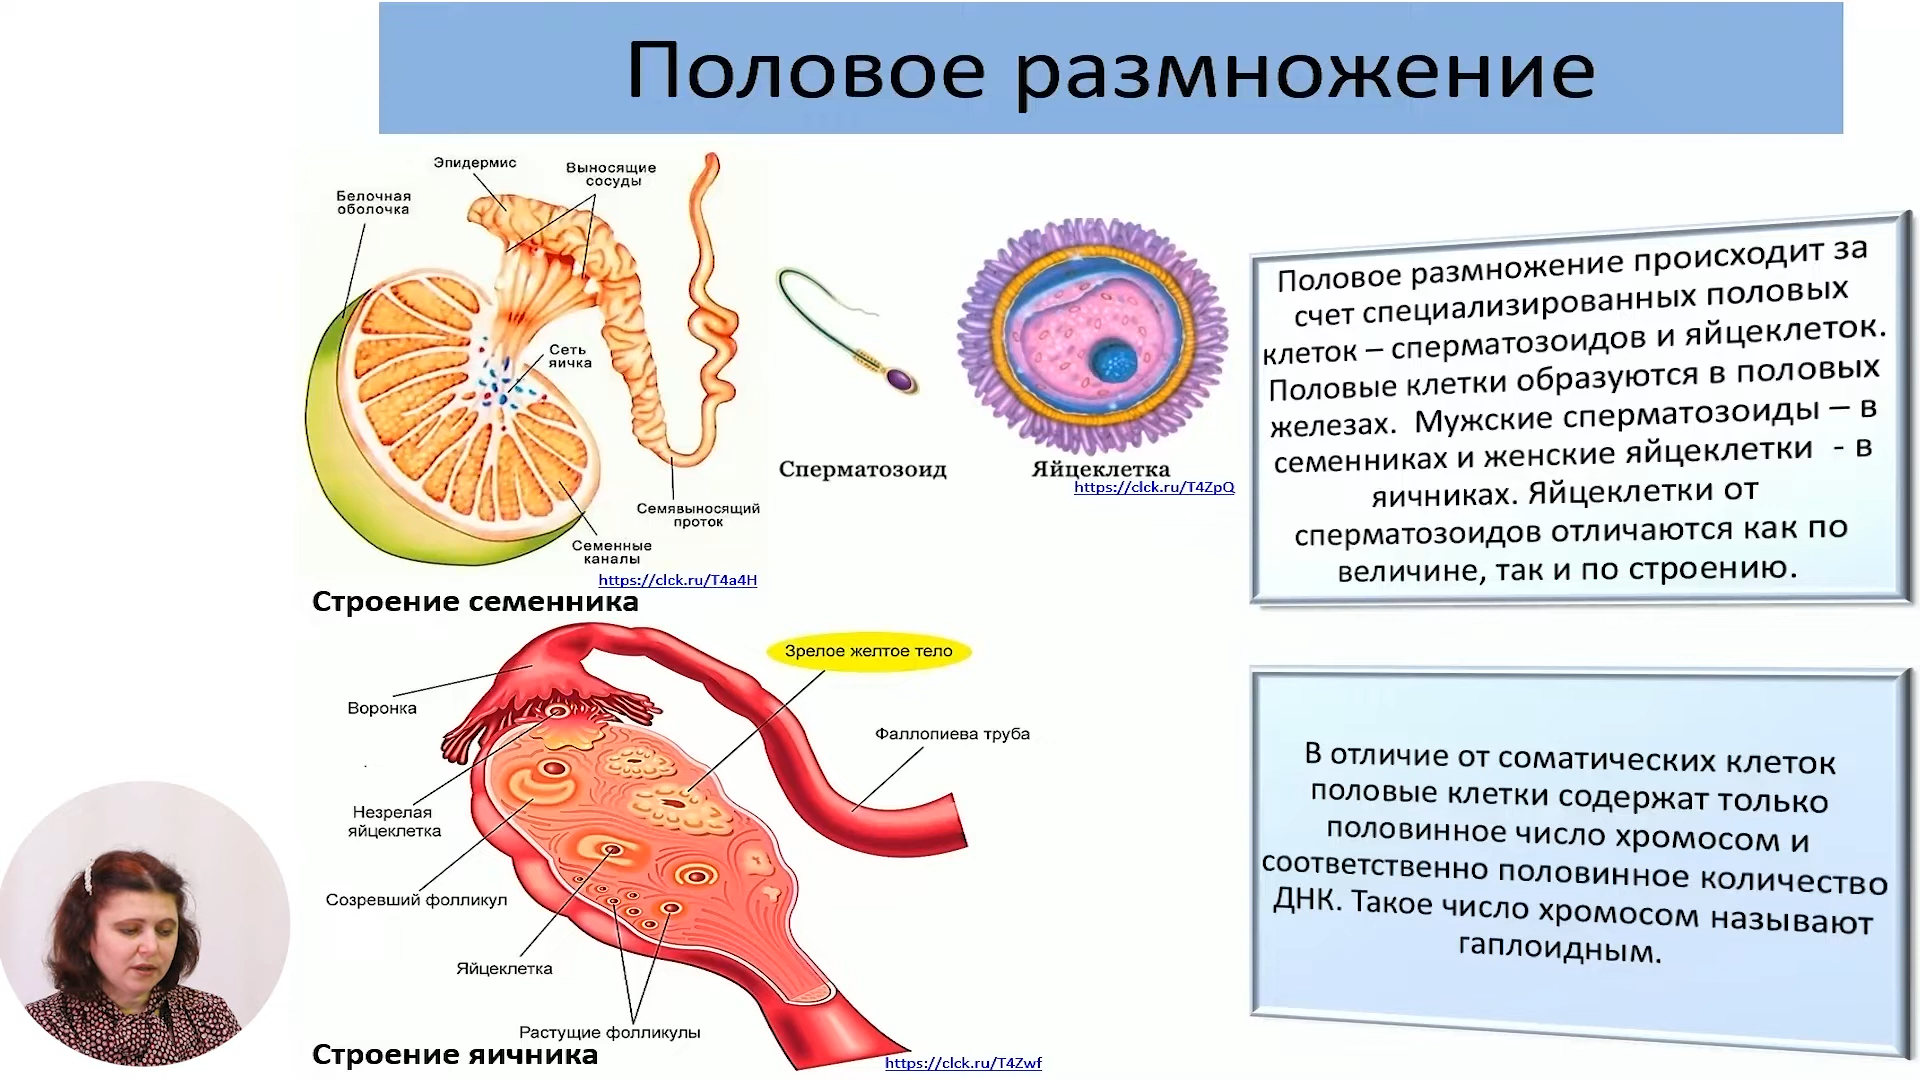 Половое размножение
Эпидермис
Выносящие
сосуды
Белочная
оболочка
Сеть
яичка
Семявыносящий
проток
Семенные
каналы
https://clck.ru/T4a4H
Строение семенника
Сперматозоид
Яйцеклетка
https://clck.ru/T4ZpQ
Половое размножение происходит за
счет специализированных половых
клеток – сперматозоидов и яйцеклеток.
Половые клетки образуются в половых
железах. Мужские сперматозоиды – в
семенниках и женские яйцеклетки - в
яичниках. Яйцеклетки от
сперматозоидов отличаются как по
величине, так и по строению.
Зрелое желтое тело
Воронка
Фаллопиева труба
Незрелая
яйцеклетка
Созревший фолликул
Яйцеклетка
Растущие фолликулы
Строение яичника
https://clck.ru/T4Zwf
В отличие от соматических клеток
половые клетки содержат только
половинное число хромосом и
соответственно половинное количество
ДНК. Такое число хромосом называют
гаплоидным.